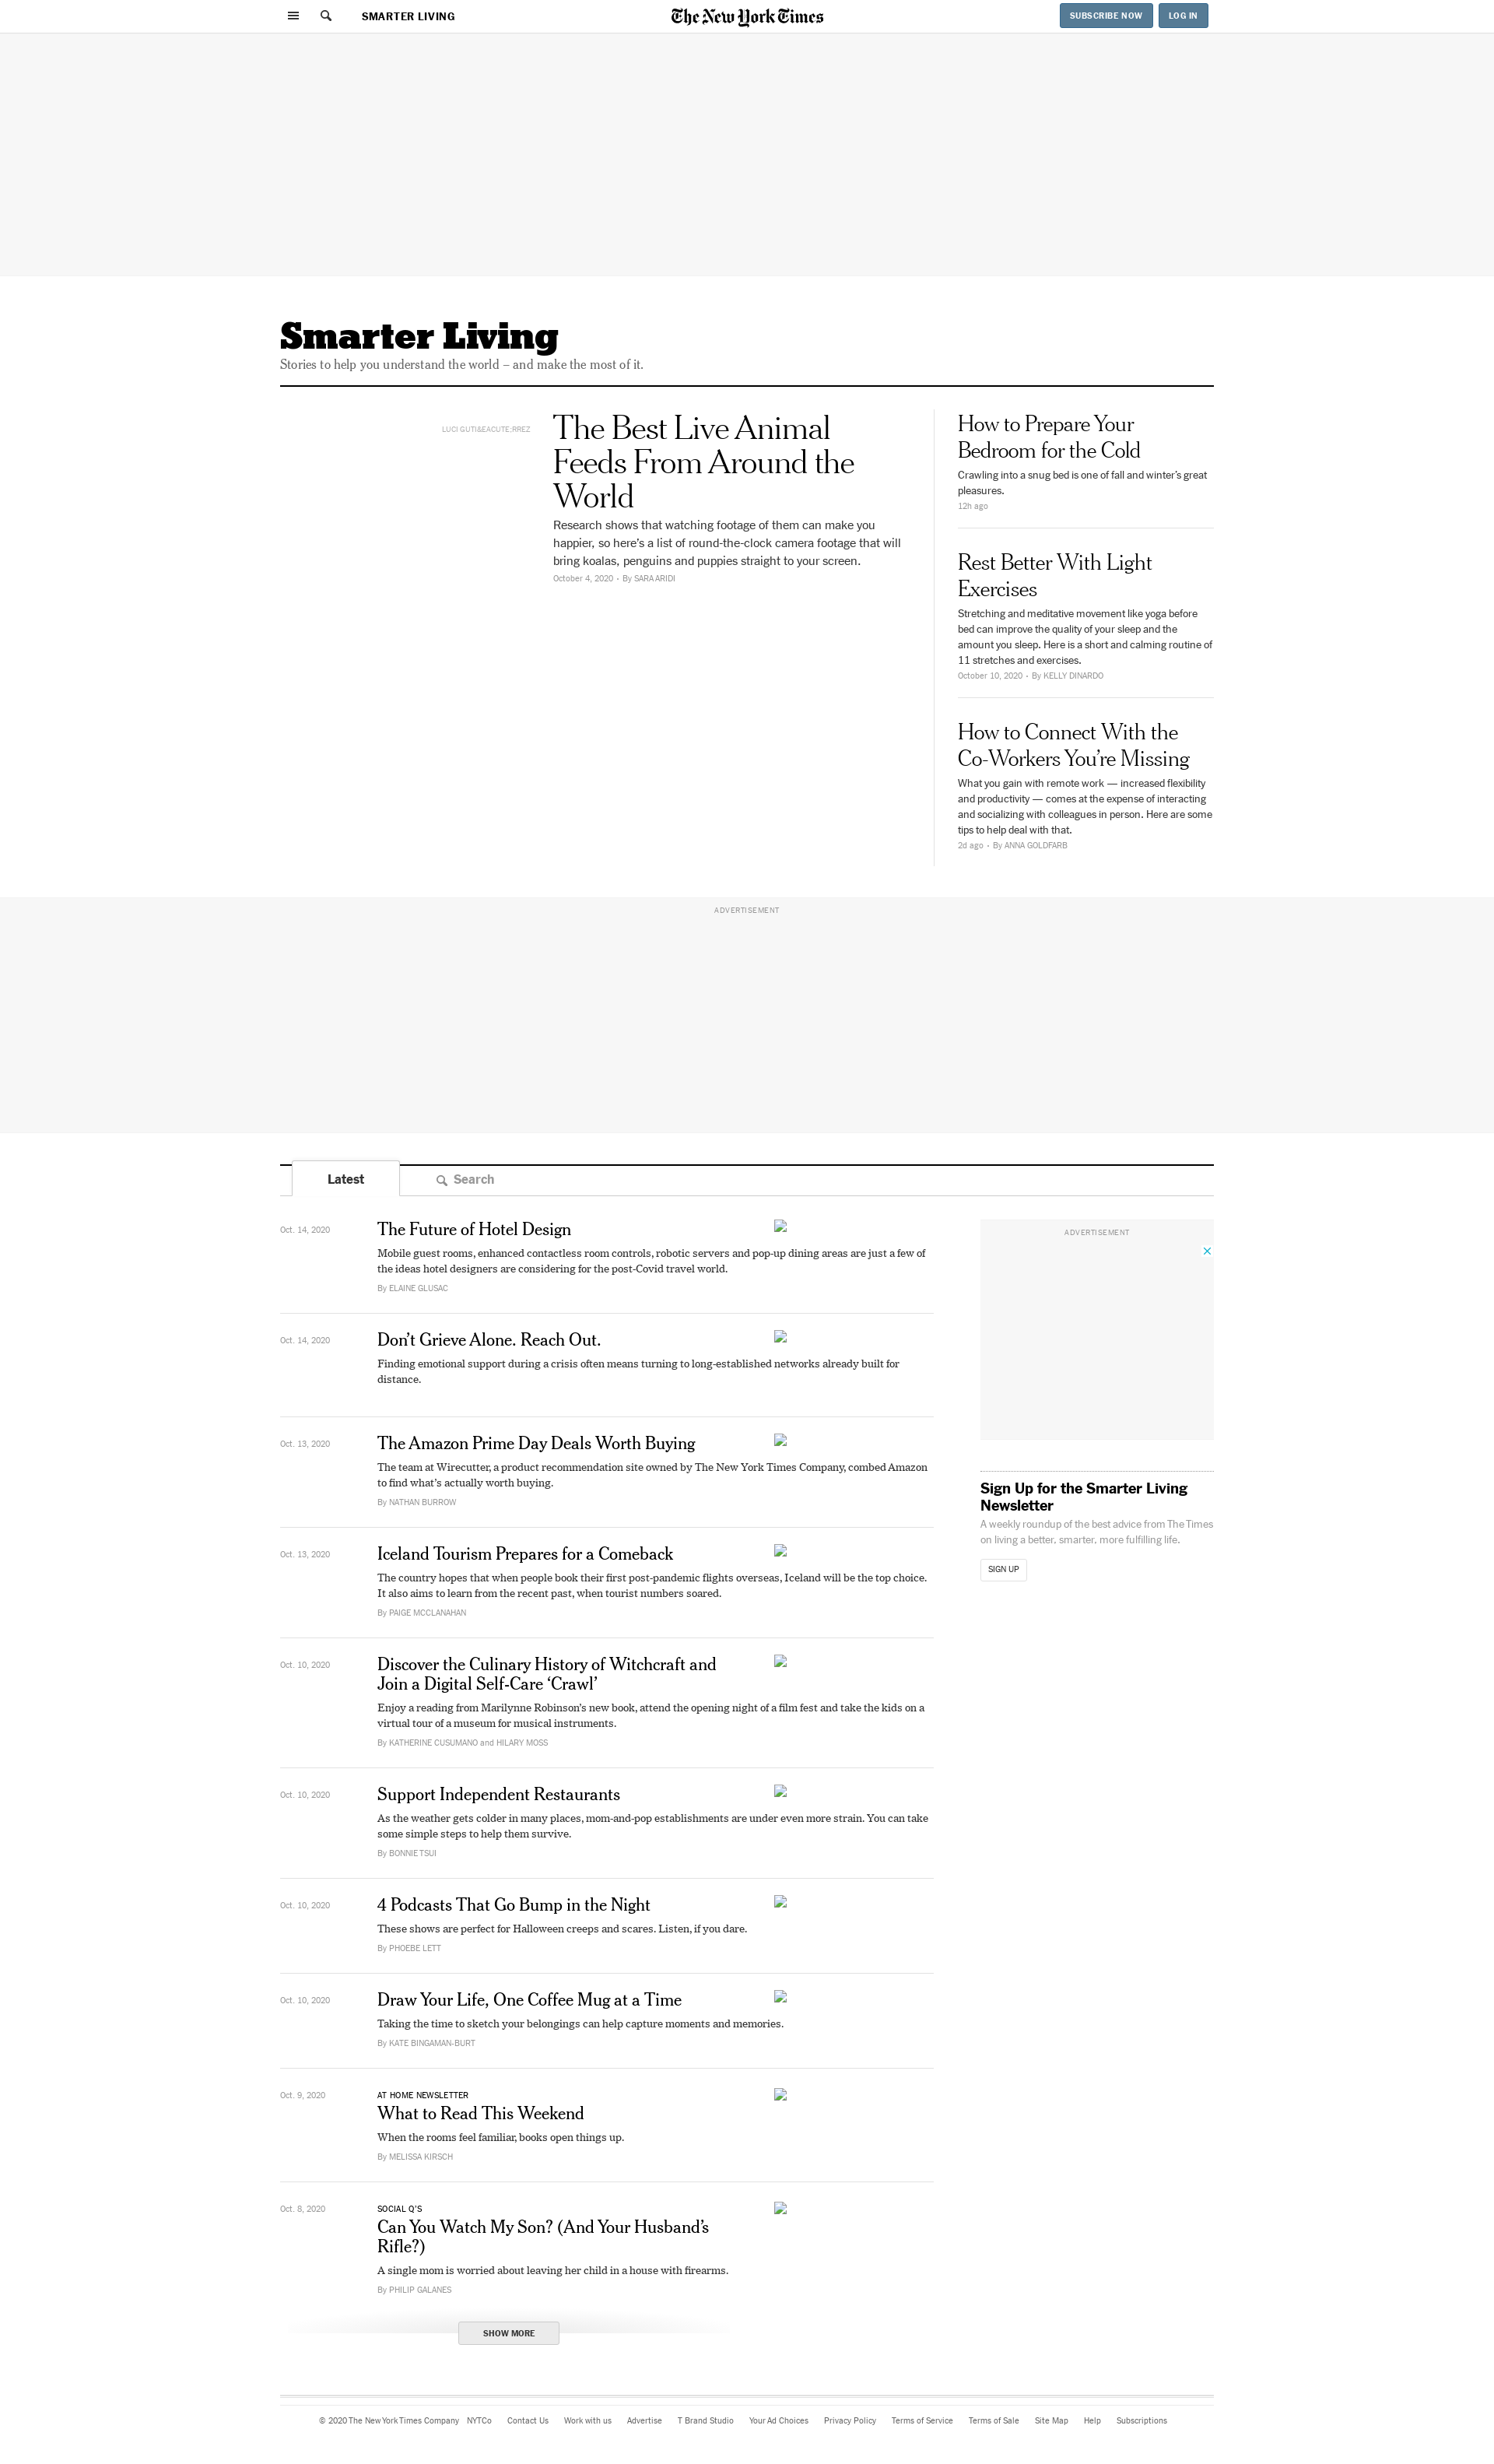 SMARTER LIVING
The New York Times
SUBSCRIBE NOW
LOG IN
Smarter Living
Stories to help you understand the world – and make the most of it.
LUCI GUTI&EACUTE;RREZ
The Best Live Animal
Feeds From Around the
World
Research shows that watching footage of them can make you
happier, so here’s a list of round-the-clock camera footage that will
bring koalas, penguins and puppies straight to your screen.
October 4, 2020 • By SARA ARIDI
How to Prepare Your
Bedroom for the Cold
Crawling into a snug bed is one of fall and winter’s great
pleasures.
12h ago
Rest Better With Light
Exercises
Stretching and meditative movement like yoga before
bed can improve the quality of your sleep and the
amount you sleep. Here is a short and calming routine of
11 stretches and exercises.
October 10, 2020 • By KELLY DINARDO
How to Connect With the
Co-Workers You’re Missing
What you gain with remote work — increased flexibility
and productivity — comes at the expense of interacting
and socializing with colleagues in person. Here are some
tips to help deal with that.
2d ago • By ANNA GOLDFARB
ADVERTISEMENT
Latest
Search
Oct. 14, 2020
The Future of Hotel Design
Mobile guest rooms, enhanced contactless room controls, robotic servers and pop-up dining areas are just a few of
the ideas hotel designers are considering for the post-Covid travel world.
By ELAINE GLUSAC
Oct. 14, 2020
Don’t Grieve Alone. Reach Out.
Finding emotional support during a crisis often means turning to long-established networks already built for
distance.
Oct. 13, 2020
The Amazon Prime Day Deals Worth Buying
The team at Wirecutter, a product recommendation site owned by The New York Times Company, combed Amazon
to find what’s actually worth buying.
By NATHAN BURROW
Oct. 13, 2020
Iceland Tourism Prepares for a Comeback
The country hopes that when people book their first post-pandemic flights overseas, Iceland will be the top choice.
It also aims to learn from the recent past, when tourist numbers soared.
By PAIGE MCCLANAHAN
Oct. 10, 2020
Discover the Culinary History of Witchcraft and
Join a Digital Self-Care ‘Crawl’
Enjoy a reading from Marilynne Robinson’s new book, attend the opening night of a film fest and take the kids on a
virtual tour of a museum for musical instruments.
By KATHERINE CUSUMANO and HILARY MOSS
Oct. 10, 2020
Support Independent Restaurants
As the weather gets colder in many places, mom-and-pop establishments are under even more strain. You can take
some simple steps to help them survive.
By BONNIE TSUI
Oct. 10, 2020
4 Podcasts That Go Bump in the Night
These shows are perfect for Halloween creeps and scares. Listen, if you dare.
By PHOEBE LETT
Oct. 10, 2020
Draw Your Life, One Coffee Mug at a Time
Taking the time to sketch your belongings can help capture moments and memories.
By KATE BINGAMAN-BURT
Oct. 9, 2020
AT HOME NEWSLETTER
What to Read This Weekend
When the rooms feel familiar, books open things up.
By MELISSA KIRSCH
Oct. 8, 2020
SOCIAL Q’S
Can You Watch My Son? (And Your Husband’s
Rifle?)
A single mom is worried about leaving her child in a house with firearms.
By PHILIP GALANES
SHOW MORE
ADVERTISEMENT
Sign Up for the Smarter Living
Newsletter
A weekly roundup of the best advice from The Times
on living a better, smarter, more fulfilling life.
SIGN UP
© 2020 The New York Times Company NYTCo Contact Us Work with us Advertise T Brand Studio Your Ad Choices Privacy Policy Terms of Service Terms of Sale Site Map Help Subscriptions